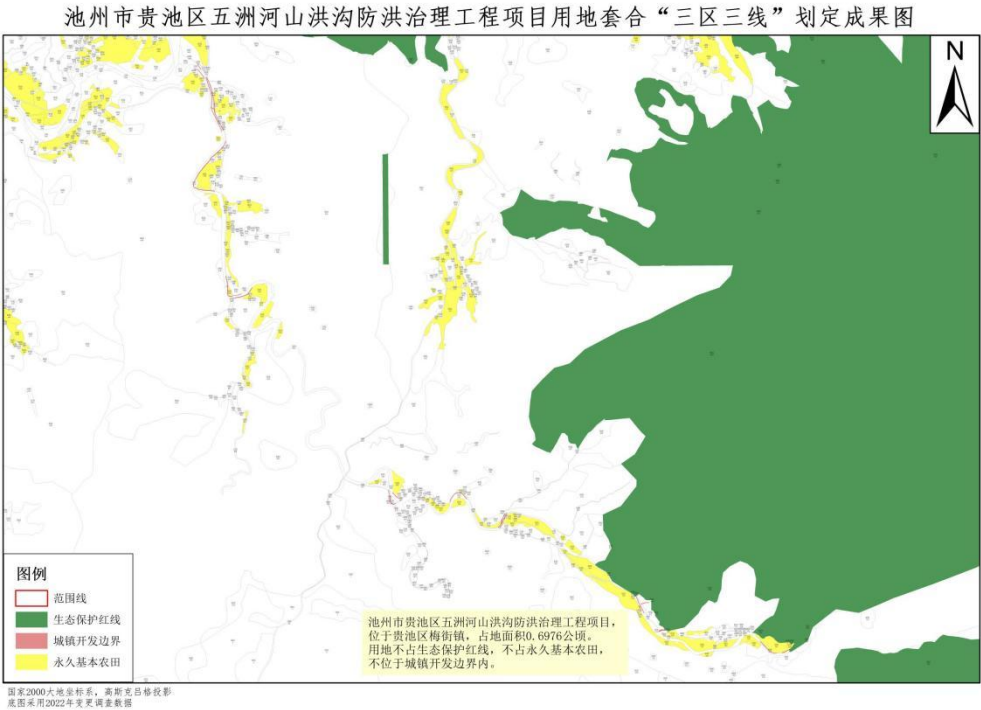 池州市贵池区五洲河山洪沟防洪治理工程项目用地套合“三区三线”划定成果图
N
图例
范围线
生态保护红线
城镇开发边界
永久基本农田
池州市贵池区五洲河山洪沟防洪治理工程项目，
位于贵池区梅街镇，占地面积0.6976公顷。
用地不占生态保护红线，不占永久基本农田，
不位于城镇开发边界内。
国家2000大地坐标系，高斯克吕格投影
底图采用2022年变更调查数据